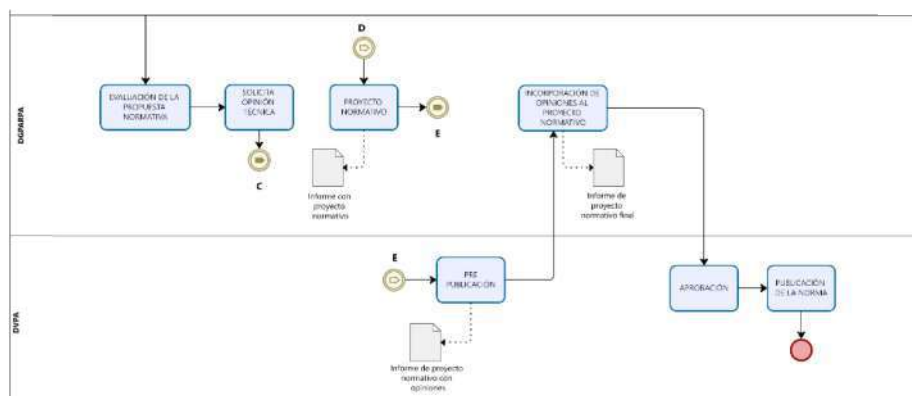 D
EVALUACIÓN DE LA
PROPUESTA
NORMATIVA
SOLICITA
OPINIÓN
TÉCNICA
PROYECTO
NORMATIVO
INCORPORACIÓN DE
OPINIONES AL
PROYECTO
NORMATIVO
E
C
DGPARPA
Informe con
proyecto
normativo
Informe de
proyecto
normativo final
E
PRE
PUBLICACIÓN
APROBACIÓN
PUBLICACIÓN
DE LA NORMA
DVPA
Informe de proyecto
normativo con
opiniones